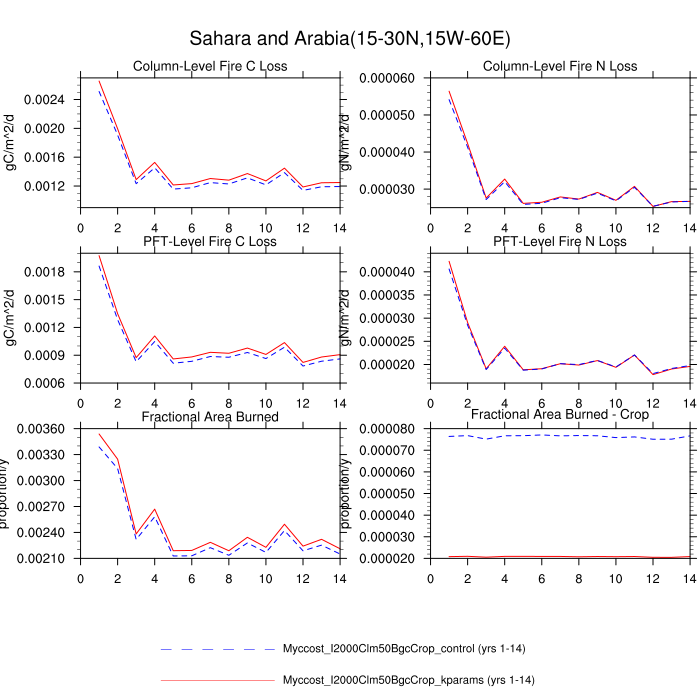 Sahara and Arabia(15-30N,15W-60E)
Column-Level Fire C Loss
gC/m^2/d
0.0024
0.0020
0.0016
0.0012
0 2 4 6 8 10 12 14
Column-Level Fire N Loss
gN/m^2/d
0.000060
0.000050
0.000040
0.000030
0 2 4 6 8 10 12 14
PFT-Level Fire C Loss
gC/m^2/d
0.0018
0.0015
0.0012
0.0009
0.0006
0 2 4 6 8 10 12 14
PFT-Level Fire N Loss
gN/m^2/d
0.000040
0.000035
0.000030
0.000025
0.000020
0 2 4 6 8 10 12 14
Fractional Area Burned
proportion/y
0.00360
0.00330
0.00300
0.00270
0.00240
0.00210
0 2 4 6 8 10 12 14
Fractional Area Burned - Crop
proportion/y
0.000080
0.000070
0.000060
0.000050
0.000040
0.000030
0.000020
0 2 4 6 8 10 12 14
Myccost_I2000Clm50BgcCrop_control (yrs 1-14)
Myccost_I2000Clm50BgcCrop_kparams (yrs 1-14)